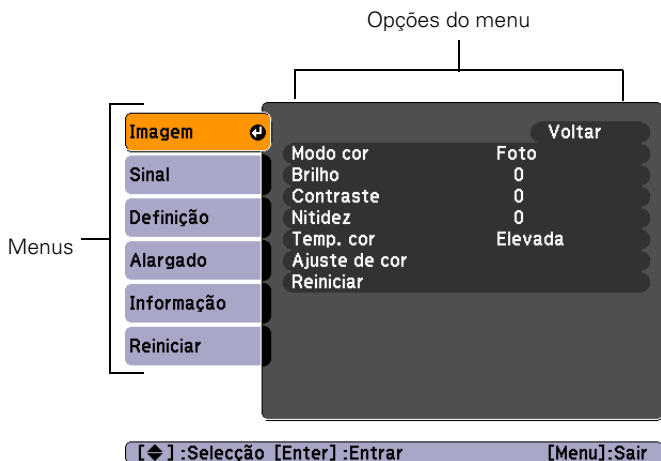 Opções do menu
Menus
Imagem
Sinal
Definição
Alargado
Informação
Reiniciar
Voltar
Modo cor Foto
Brilho 0
Contraste 0
Nitidez 0
Temp. cor Elevada
Ajuste de cor
Reiniciar
[◆] :Selecção [Enter] :Entrar [Menu]:Sair